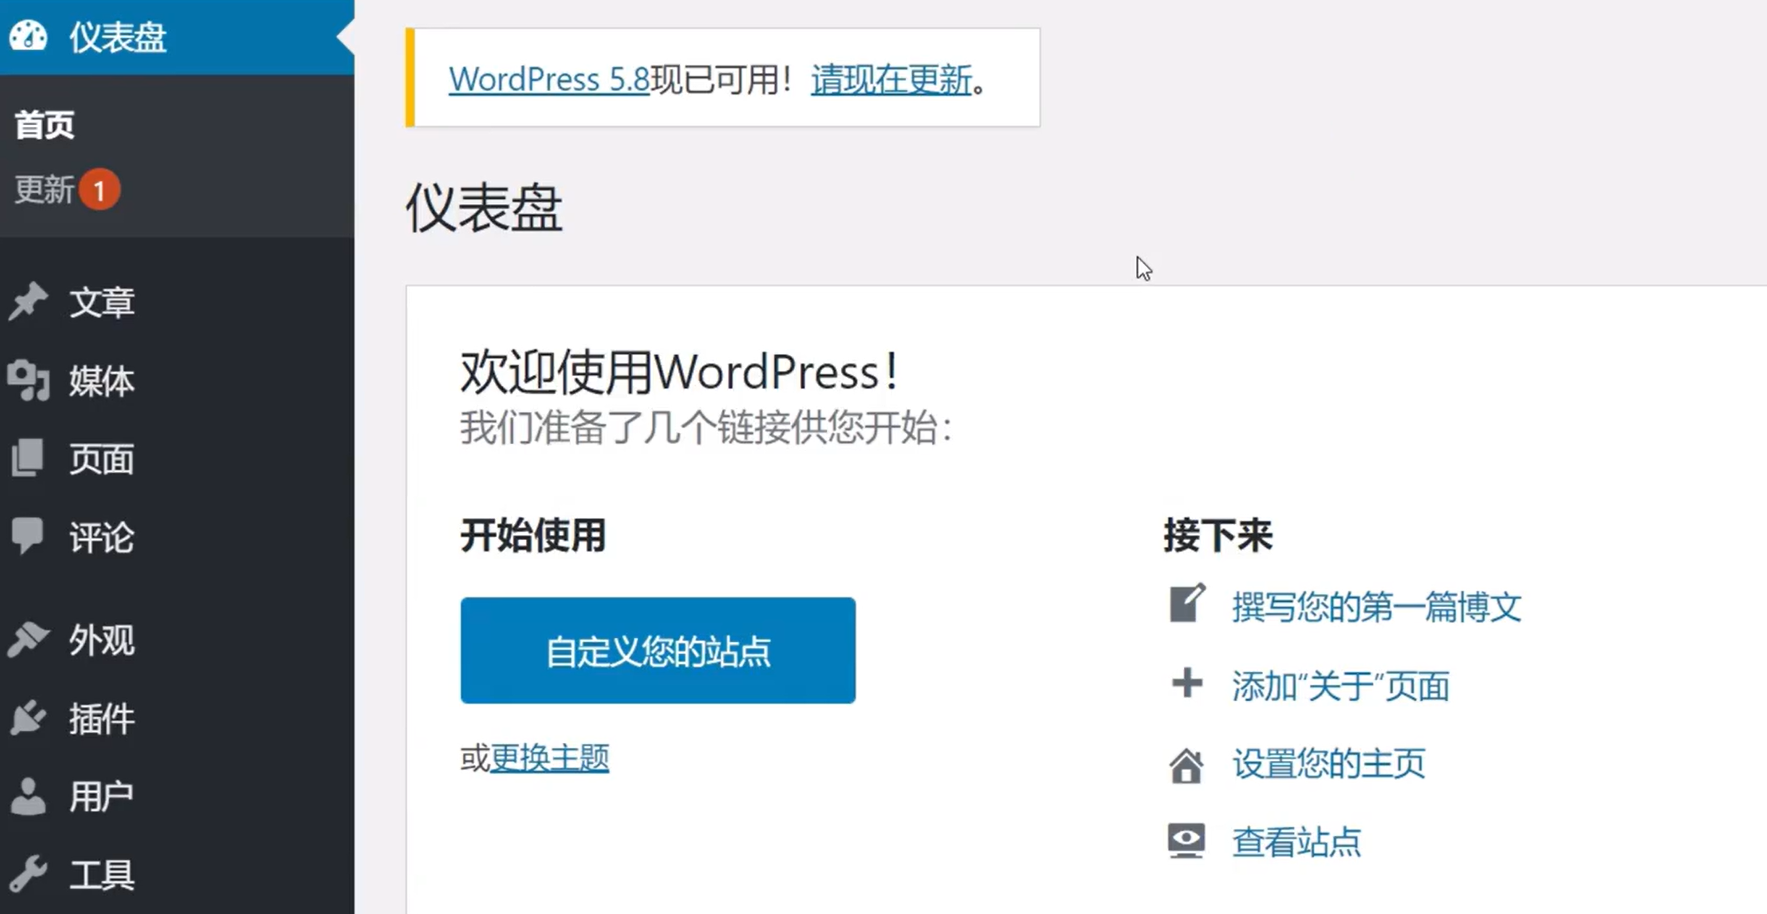 仪表盘
首页
更新 1
文章
媒体
页面
评论
外观
插件
用户
工具
WordPress 5.8现已可用！请现在更新。
仪表盘
欢迎使用WordPress！
我们准备了几个链接供您开始：
开始使用
自定义您的站点
或更换主题
接下来
撰写您的第一篇博文
添加“关于”页面
设置您的主页
查看站点